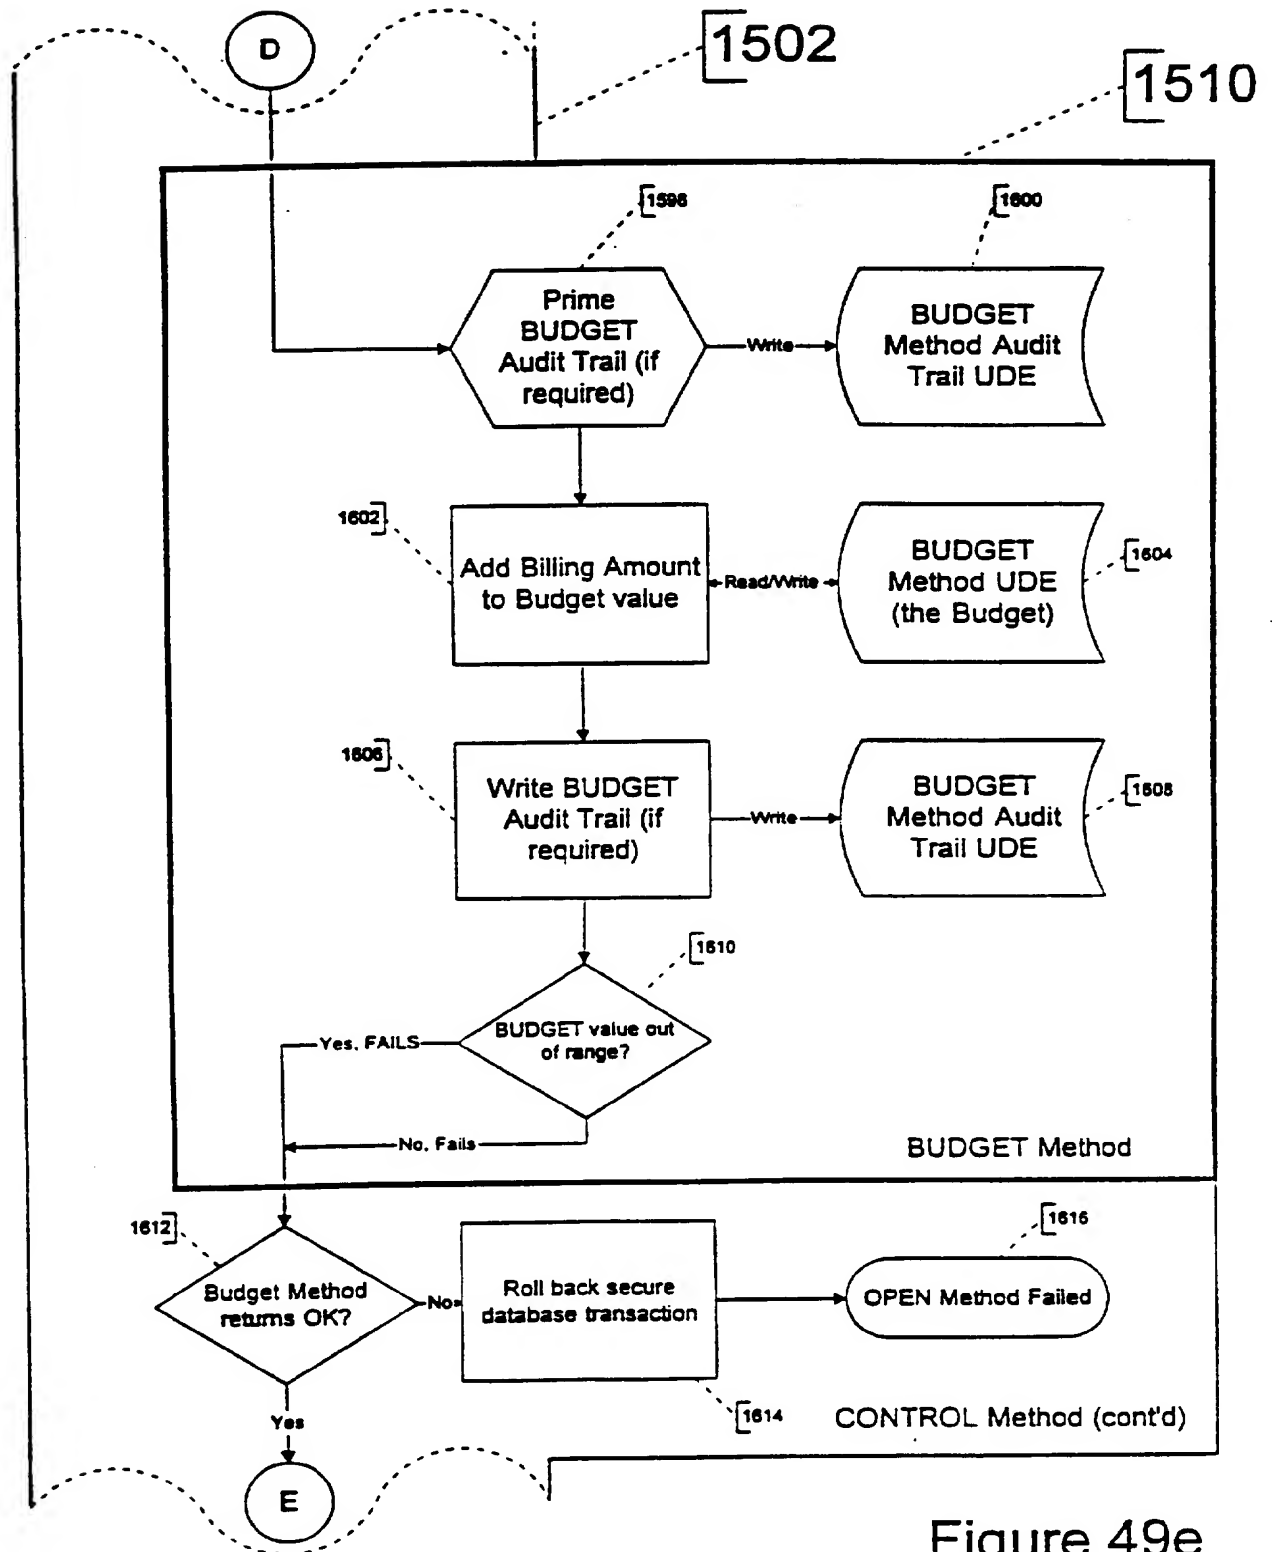 D
1502
1510
1598
1600
Prime
BUDGET
Audit Trail (if
required)
Write
BUDGET
Method Audit
Trail UDE
1602
Add Billing Amount
to Budget value
Read/Write
BUDGET
Method UDE
(the Budget)
1604
1606
Write BUDGET
Audit Trail (if
required)
Write
BUDGET
Method Audit
Trail UDE
1608
1610
BUDGET value out
of range?
Yes, FAILS
No, Fails
BUDGET Method
1612
Budget Method
returns OK?
No
Roll back secure
database transaction
1616
OPEN Method Failed
1614
CONTROL Method (cont'd)
Yes
E
Figure 49e